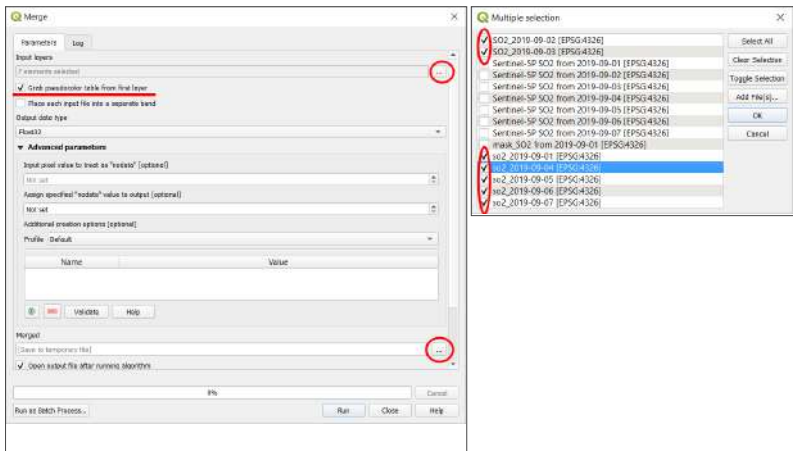 Merge
Parameters Log
Input layers
7 elements selected
Grab pseudocolor table from first layer
Place each input file into a separate band
Output data type
Float32
Advanced parameters
Input pixel value to treat as "nodata" [optional]
Not set
Assign specified "nodata" value to output [optional]
Not set
Additional creation options [optional]
Profile Default
Name Value
Validate Help
Merged
[Save to temporary file]
Open output file after running algorithm
0% Cancel
Run as Batch Process... Run Close Help
Multiple selection
SO2_2019-09-02 [EPSG:4326]
SO2_2019-09-03 [EPSG:4326]
Sentinel-5P SO2 from 2019-09-01 [EPSG:4326]
Sentinel-5P SO2 from 2019-09-02 [EPSG:4326]
Sentinel-5P SO2 from 2019-09-03 [EPSG:4326]
Sentinel-5P SO2 from 2019-09-04 [EPSG:4326]
Sentinel-5P SO2 from 2019-09-05 [EPSG:4326]
Sentinel-5P SO2 from 2019-09-06 [EPSG:4326]
Sentinel-5P SO2 from 2019-09-07 [EPSG:4326]
mask_SO2 from 2019-09-01 [EPSG:4326]
so2_2019-09-01 [EPSG:4326]
so2_2019-09-04 [EPSG:4326]
so2_2019-09-05 [EPSG:4326]
so2_2019-09-06 [EPSG:4326]
so2_2019-09-07 [EPSG:4326]
Select All
Clear Selection
Toggle Selection
Add File(s)...
OK
Cancel